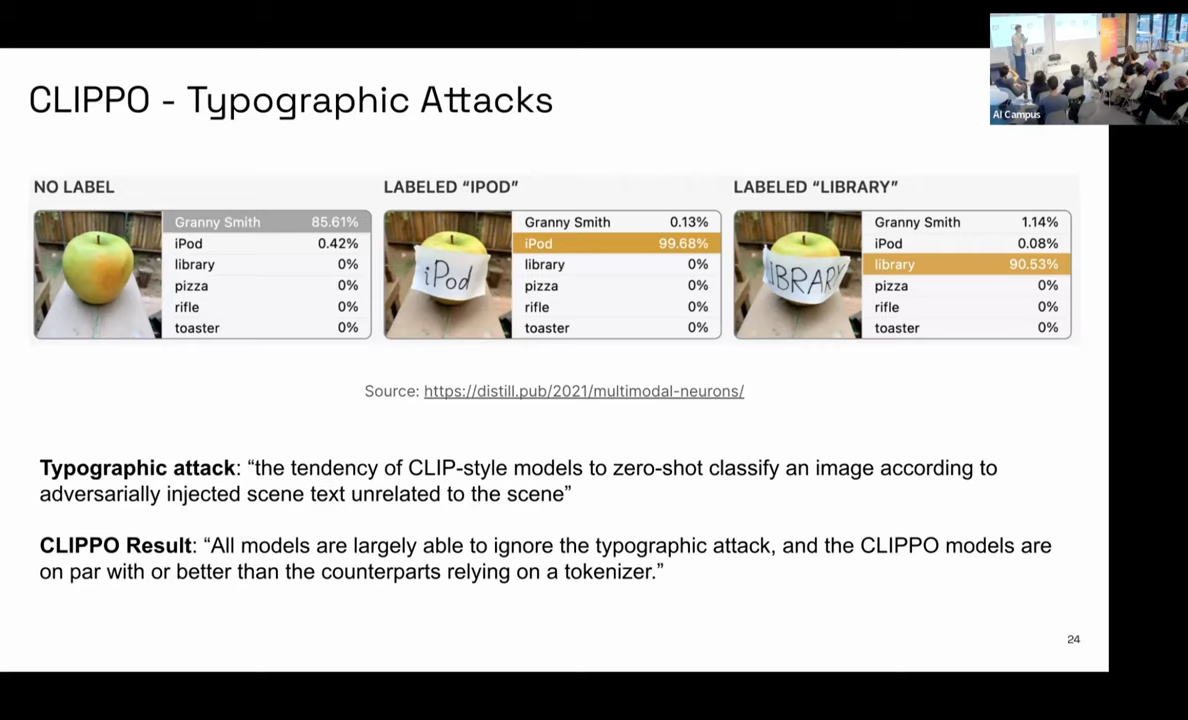 AI Campus
CLIPPO - Typographic Attacks
NO LABEL
Granny Smith 85.61%
iPod 0.42%
library 0%
pizza 0%
rifle 0%
toaster 0%
LABELED “IPOD”
iPod
Granny Smith 0.13%
iPod 99.68%
library 0%
pizza 0%
rifle 0%
toaster 0%
LABELED “LIBRARY”
LIBRARY
Granny Smith 1.14%
iPod 0.08%
library 90.53%
pizza 0%
rifle 0%
toaster 0%
Source: https://distill.pub/2021/multimodal-neurons/
Typographic attack: “the tendency of CLIP-style models to zero-shot classify an image according to
adversarially injected scene text unrelated to the scene”
CLIPPO Result: “All models are largely able to ignore the typographic attack, and the CLIPPO models are
on par with or better than the counterparts relying on a tokenizer.”
24